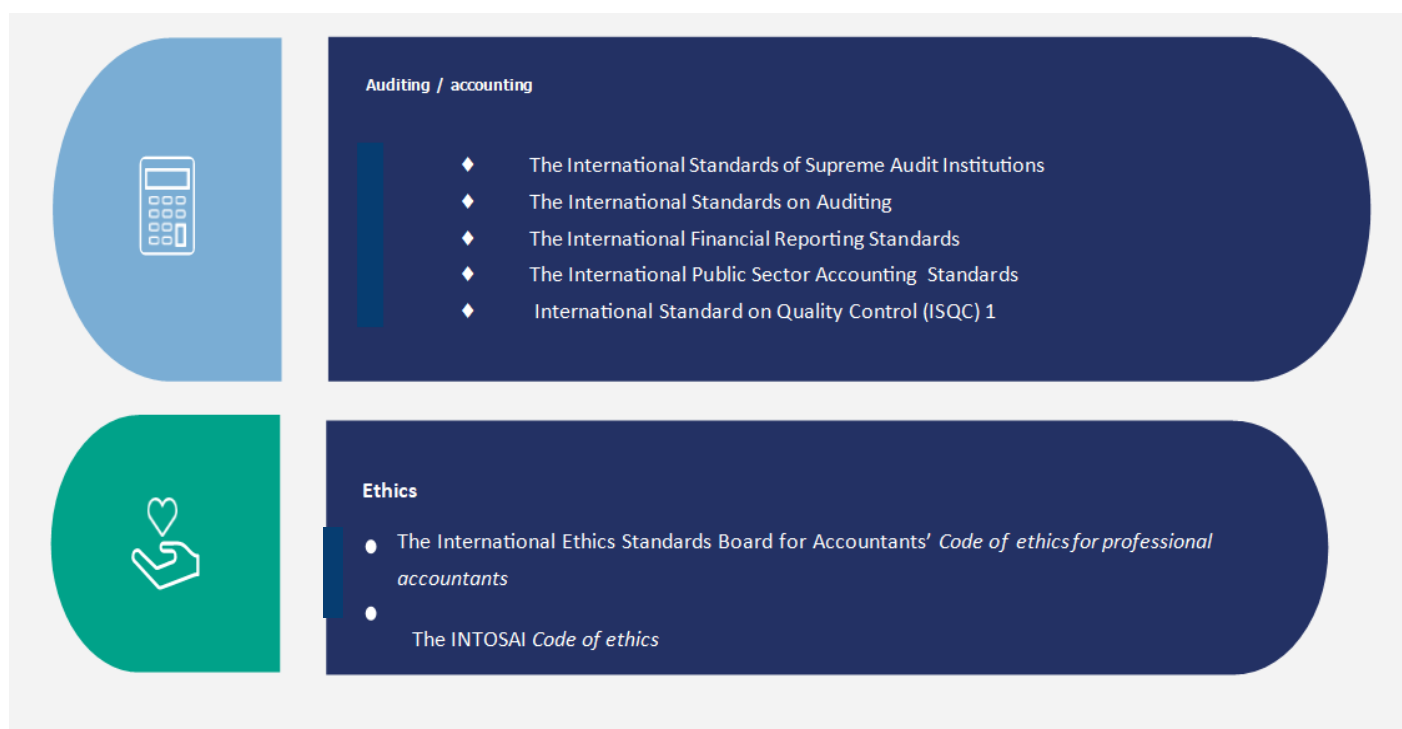 Auditing / accounting
♦ The International Standards of Supreme Audit Institutions
♦ The International Standards on Auditing
♦ The International Financial Reporting Standards
♦ The International Public Sector Accounting Standards
♦ International Standard on Quality Control (ISQC) 1
Ethics
● The International Ethics Standards Board for Accountants’ Code of ethics for professional
accountants
● The INTOSAI Code of ethics